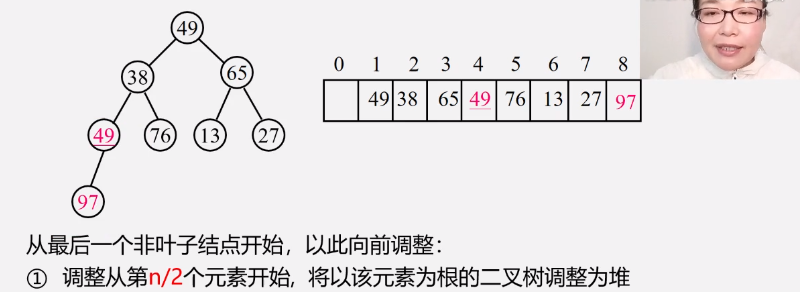 49
38 65
0 1 2 3 4 5 6 7 8
49 38 65 49 76 13 27 97
49 76 13 27
97
从最后一个非叶子结点开始，以此向前调整：
① 调整从第n/2个元素开始, 将以该元素为根的二叉树调整为堆